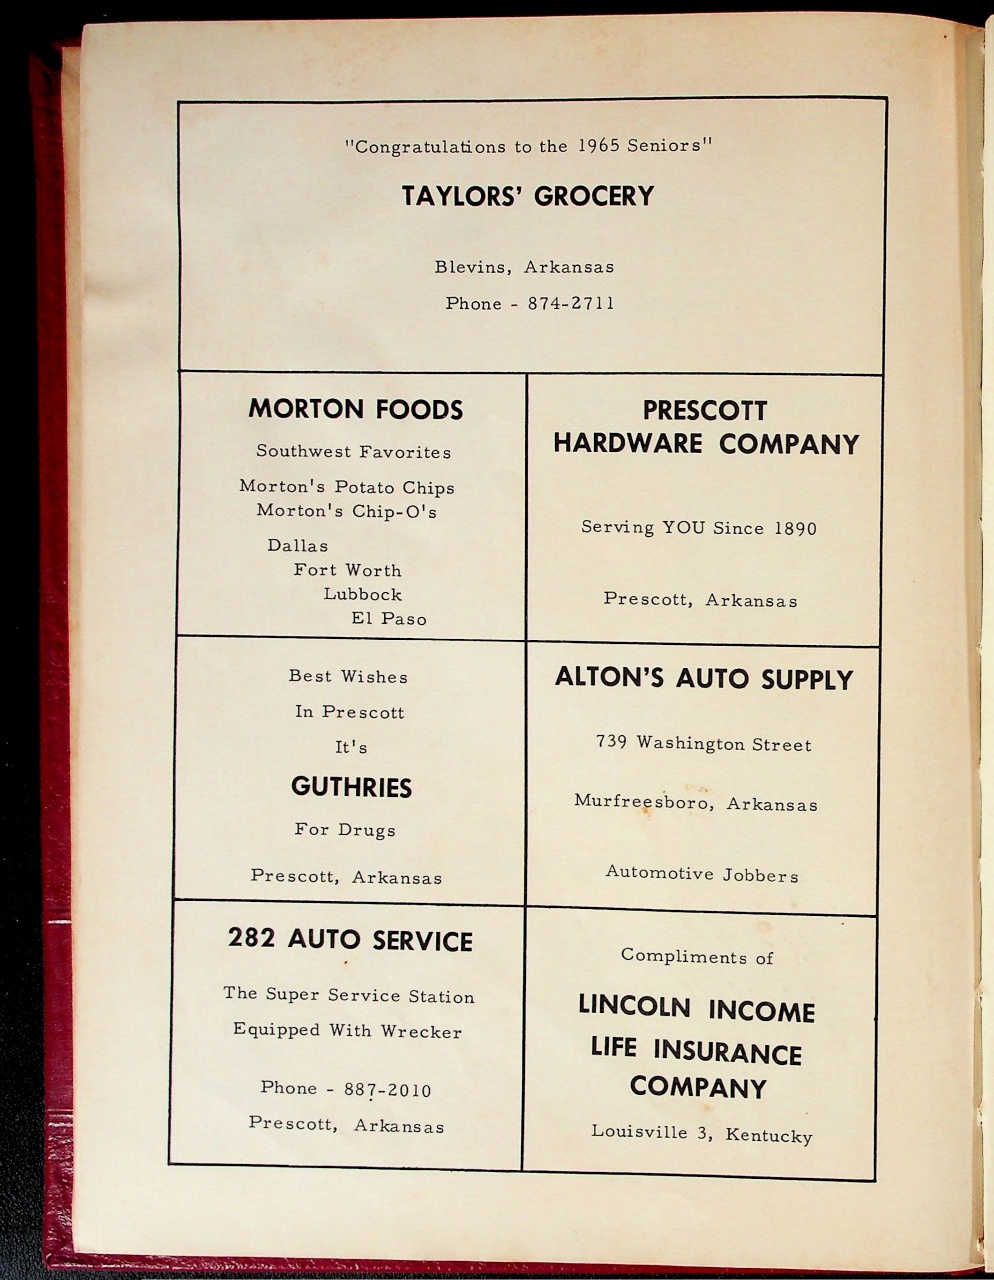 "Congratulations to the 1965 Seniors"
TAYLORS' GROCERY
Blevins, Arkansas
Phone - 874-2711
MORTON FOODS
Southwest Favorites
Morton's Potato Chips
Morton's Chip-O's
Dallas
Fort Worth
Lubbock
El Paso
PRESCOTT
HARDWARE COMPANY
Serving YOU Since 1890
Prescott, Arkansas
Best Wishes
In Prescott
It's
GUTHRIES
For Drugs
Prescott, Arkansas
ALTON'S AUTO SUPPLY
739 Washington Street
Murfreesboro, Arkansas
Automotive Jobbers
282 AUTO SERVICE
The Super Service Station
Equipped With Wrecker
Phone - 887-2010
Prescott, Arkansas
Compliments of
LINCOLN INCOME
LIFE INSURANCE
COMPANY
Louisville 3, Kentucky